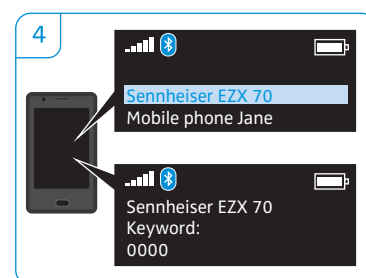 4
Sennheiser EZX 70
Mobile phone Jane
Sennheiser EZX 70
Keyword:
0000